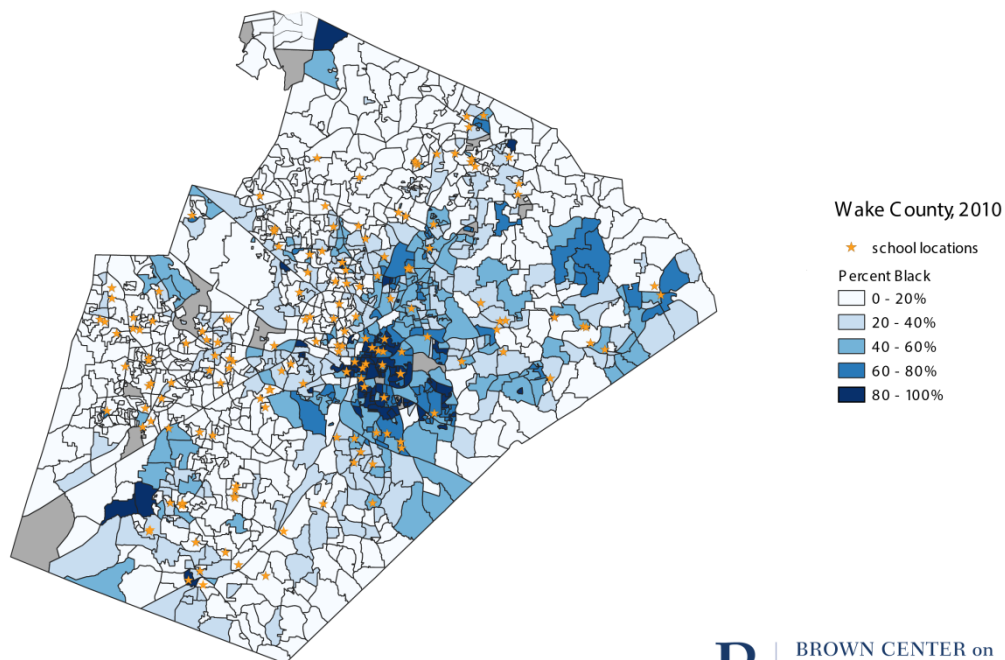 Wake County, 2010
school locations
Percent Black
0 - 20%
20 - 40%
40 - 60%
60 - 80%
80 - 100%
B
BROWN CENTER on